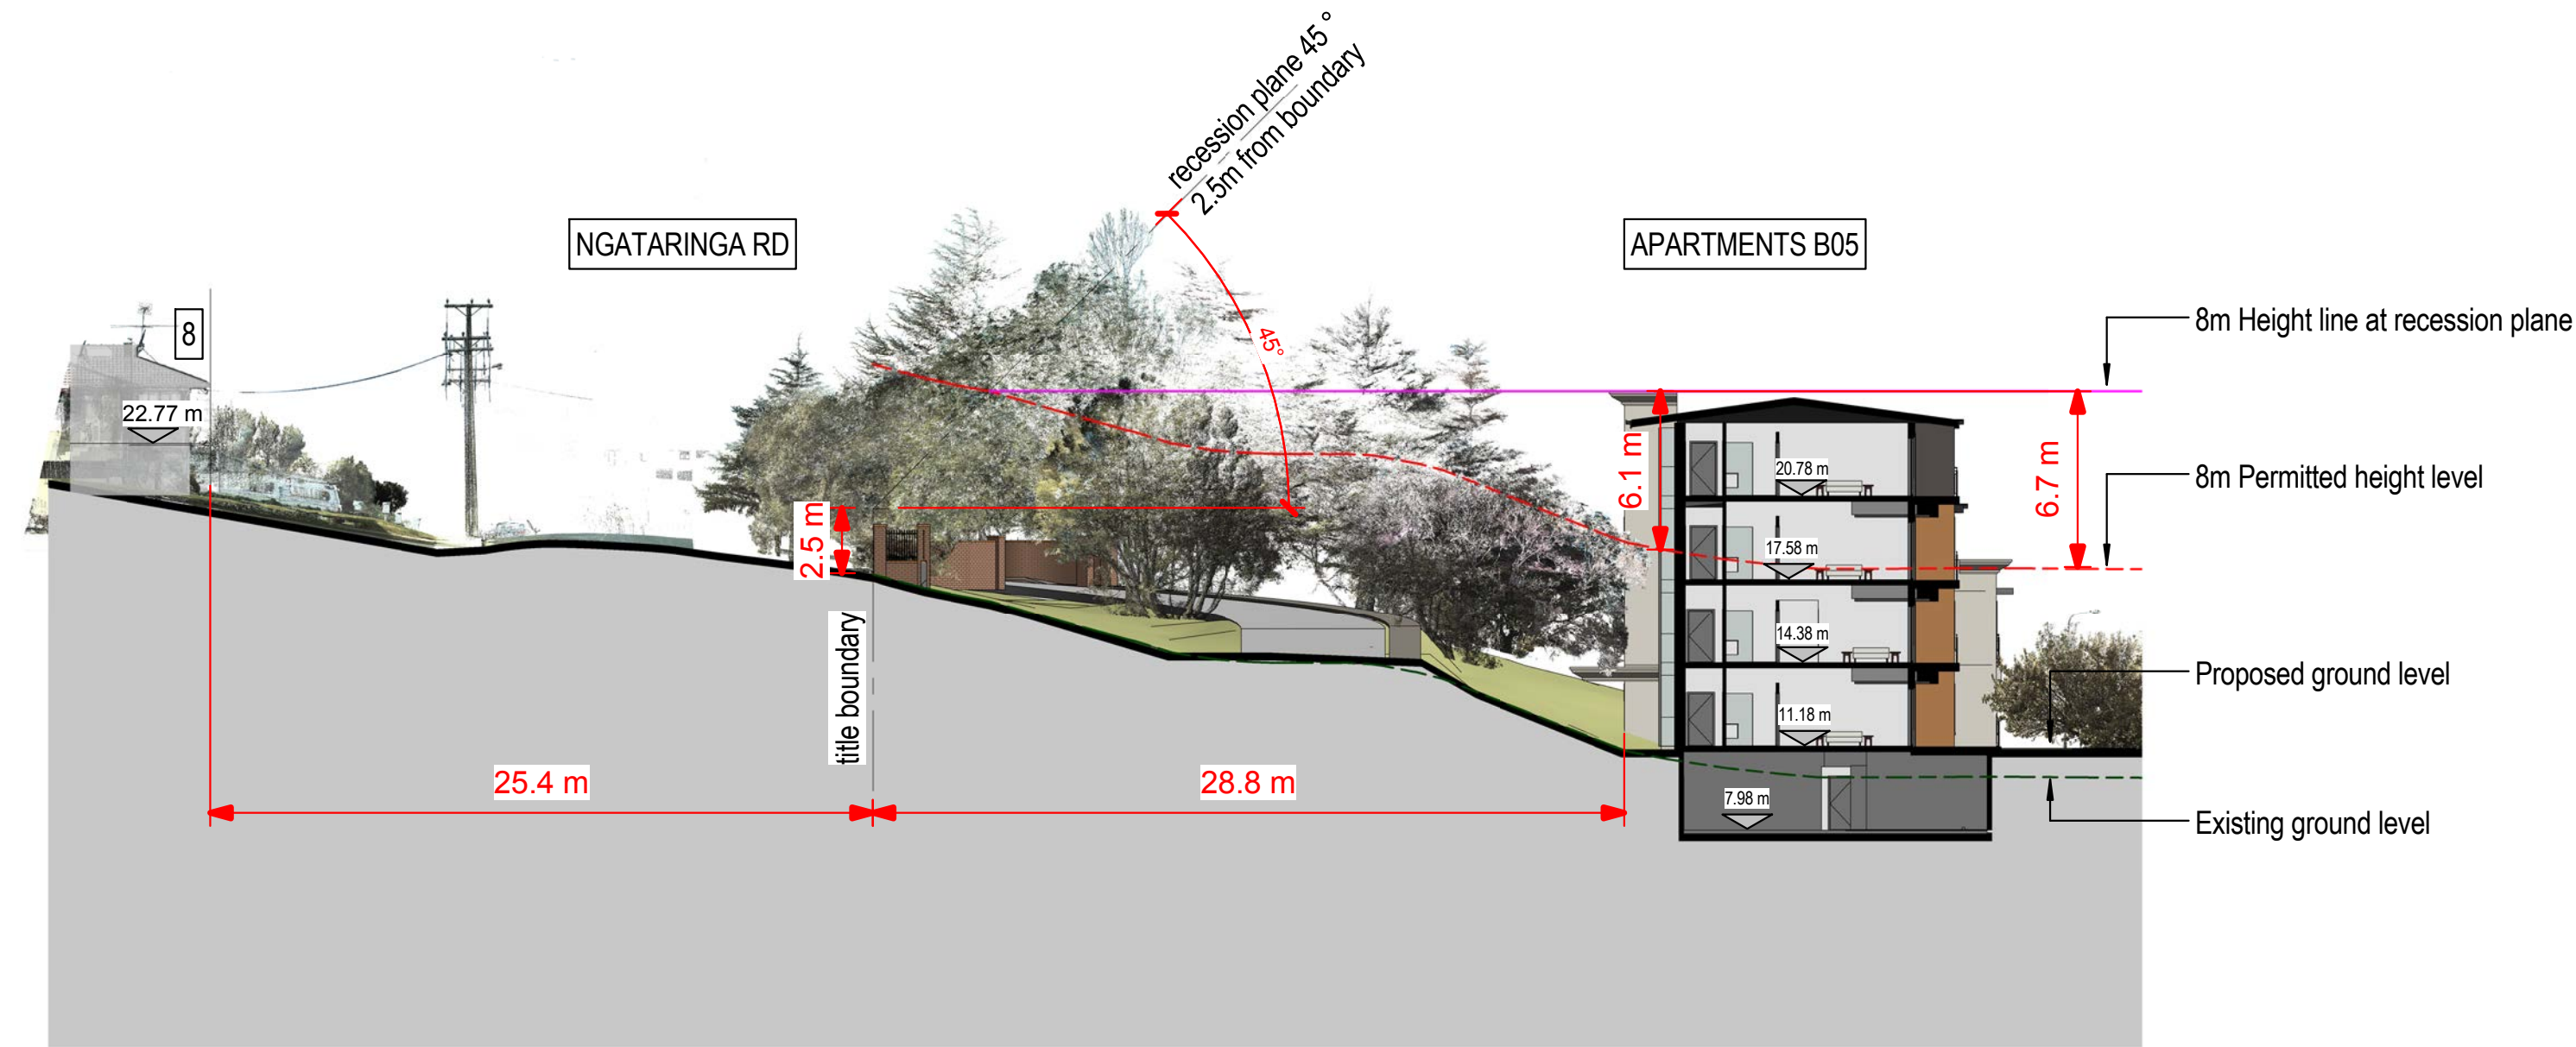 recession plane 45°
2.5m from boundary
NGATARINGA RD
APARTMENTS B05
8
8m Height line at recession plane
45°
22.77 m
6.1 m
20.78 m
6.7 m
8m Permitted height level
2.5 m
17.58 m
14.38 m
title boundary
Proposed ground level
11.18 m
25.4 m
28.8 m
7.98 m
Existing ground level